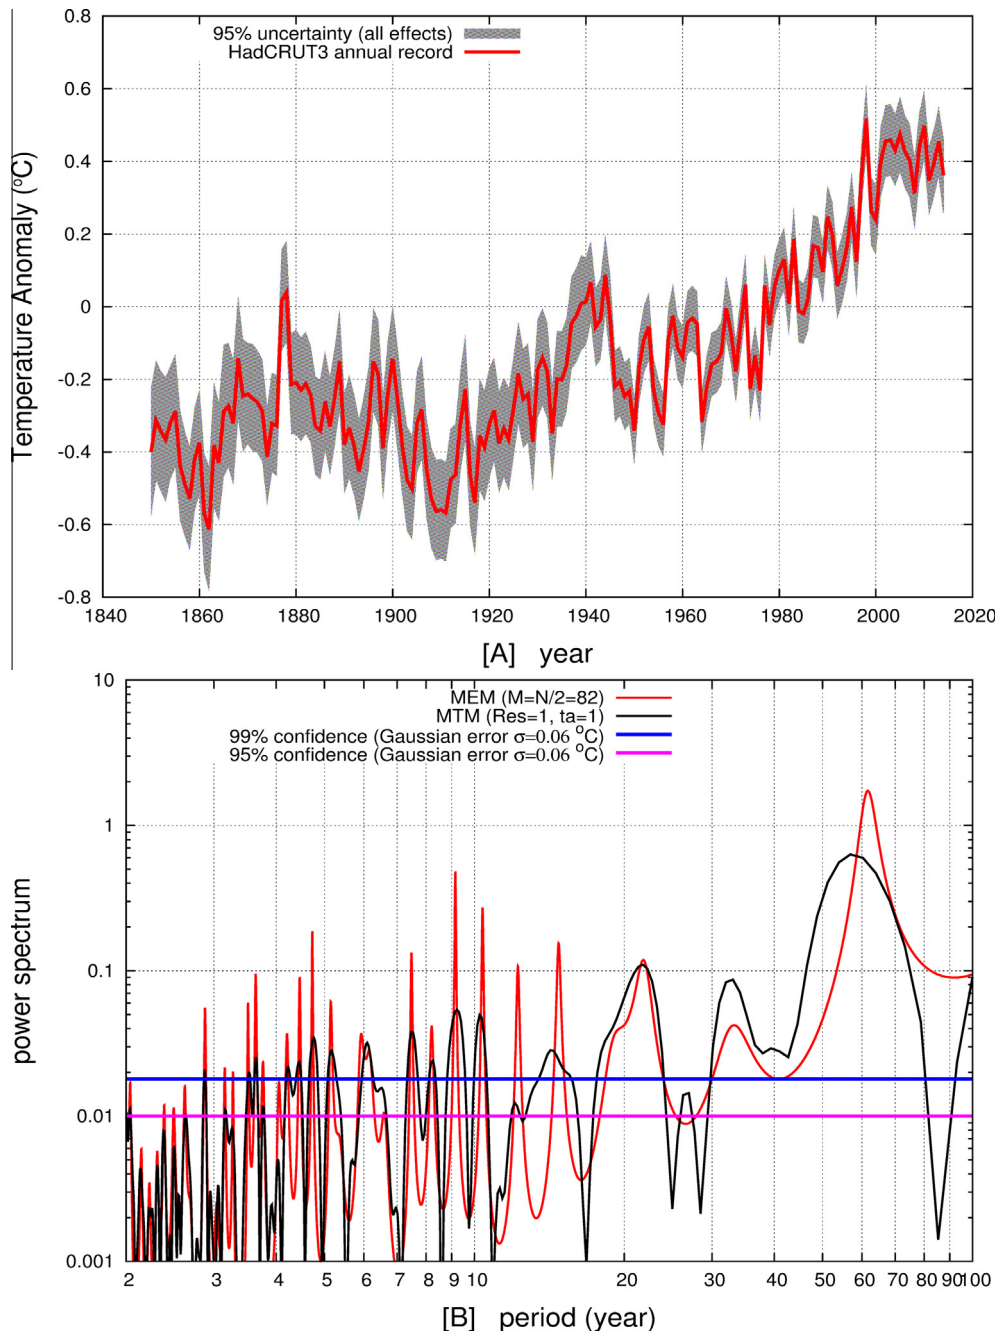 0.8
95% uncertainty (all effects)
HadCRUT3 annual record
0.6
0.4
0.2
0
-0.2
-0.4
-0.6
-0.8
Temperature Anomaly (ºC)
1840 1860 1880 1900 1920 1940 1960 1980 2000 2020
[A] year
10
MEM (M=N/2=82)
MTM (Res=1, ta=1)
99% confidence (Gaussian error σ=0.06 ºC)
95% confidence (Gaussian error σ=0.06 ºC)
1
0.1
0.01
0.001
power spectrum
2 3 4 5 6 7 8 9 10 20 30 40 50 60 70 80 90 100
[B] period (year)